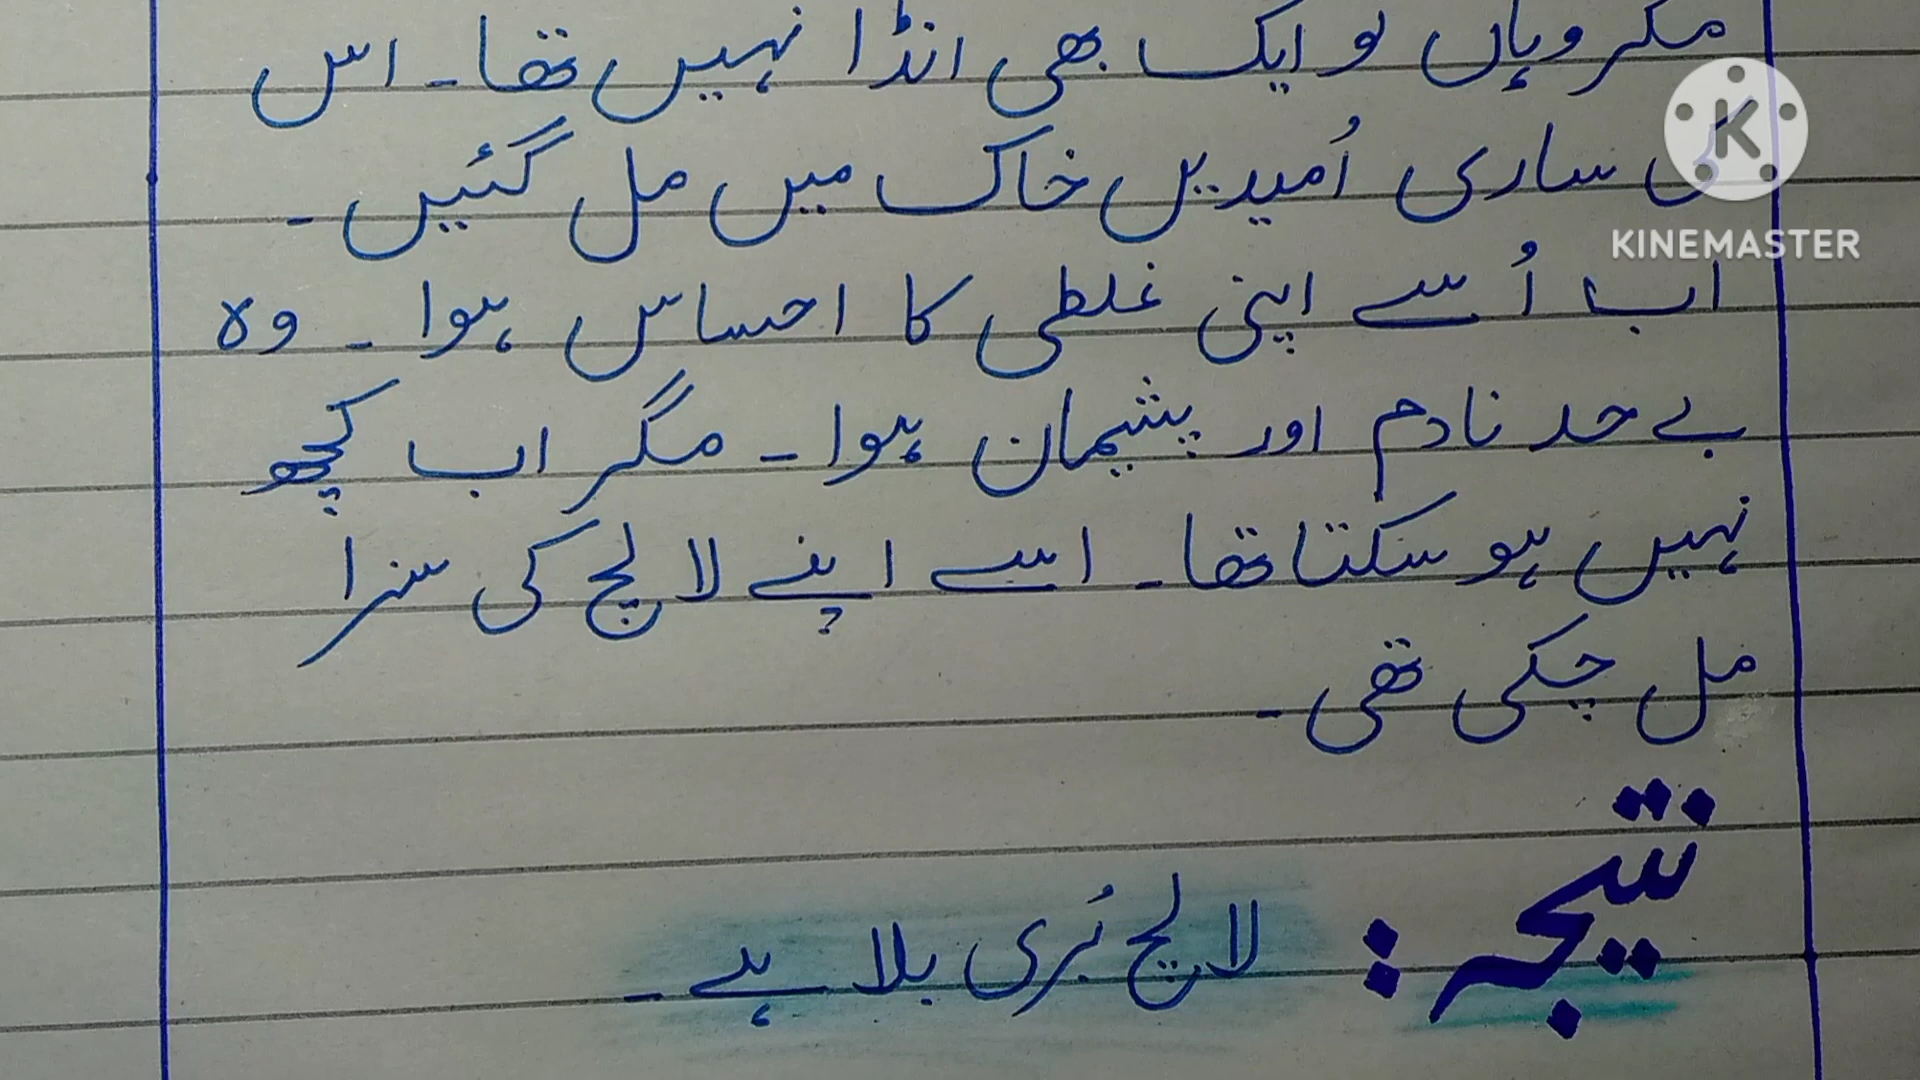 مگر وہاں تو ایک بھی انڈا نہیں تھا۔ اس
ساری اُمیدیں خاک میں مل گئیں۔
KINEMASTER
اب اُسے اپنی غلطی کا احساس ہوا۔ وہ
بے حد نادم اور پشیمان ہوا۔ مگر اب کچھ
نہیں ہو سکتا تھا۔ اسے اپنے لالچ کی سزا
مل چکی تھی۔
نتیجہ: لالچ بُری بلا ہے۔